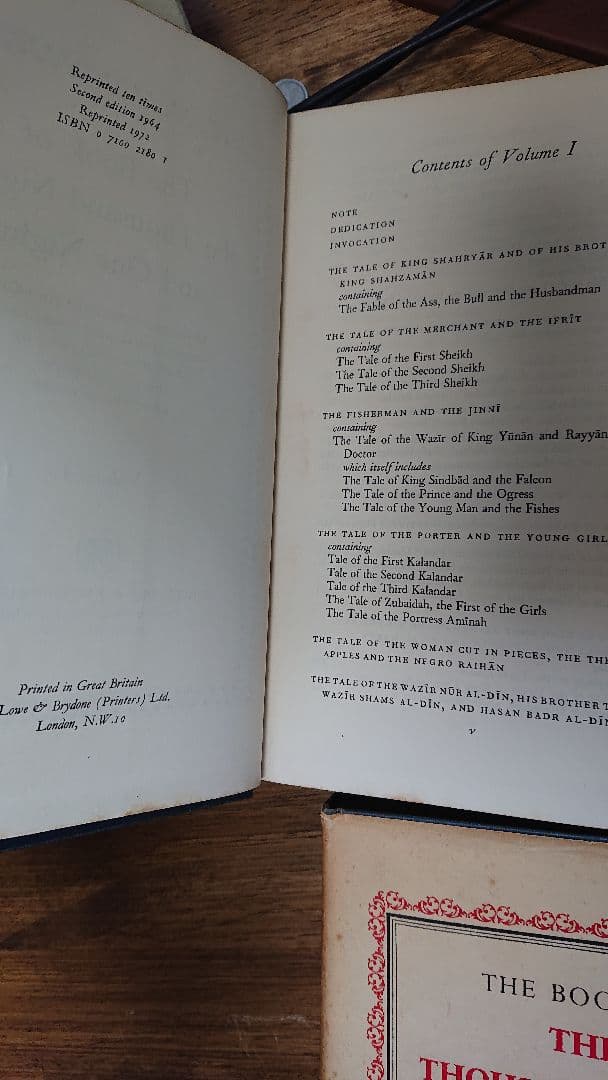 Reprinted ten times
Second edition 1964
Reprinted 1972
ISBN 0 7100 2180 1
Printed in Great Britain
Lowe & Brydone (Printers) Ltd.
London, N.W.10
Contents of Volume I
NOTE
DEDICATION
INVOCATION
THE TALE OF KING SHAHRYĀR AND OF HIS BROT
KING SHAHZAMĀN
containing
The Fable of the Ass, the Bull and the Husbandman
THE TALE OF THE MERCHANT AND THE IFRĪT
containing
The Tale of the First Sheikh
The Tale of the Second Sheikh
The Tale of the Third Sheikh
THE FISHERMAN AND THE JINNĪ
containing
The Tale of the Wazīr of King Yūnān and Rayyān
Doctor
which itself includes
The Tale of King Sindbād and the Falcon
The Tale of the Prince and the Ogress
The Tale of the Young Man and the Fishes
THE TALE OF THE PORTER AND THE YOUNG GIRL
containing
Tale of the First Kalandar
Tale of the Second Kalandar
Tale of the Third Kalandar
The Tale of Zubaidah, the First of the Girls
The Tale of the Portress Amīnah
THE TALE OF THE WOMAN CUT IN PIECES, THE THR
APPLES AND THE NEGRO RAIHĀN
THE TALE OF THE WAZĪR NŪR AL-DĪN, HIS BROTHER T
WAZĪR SHAMS AL-DĪN, AND HASAN BADR AL-DĪN
v
THE BOO
THE
THOU